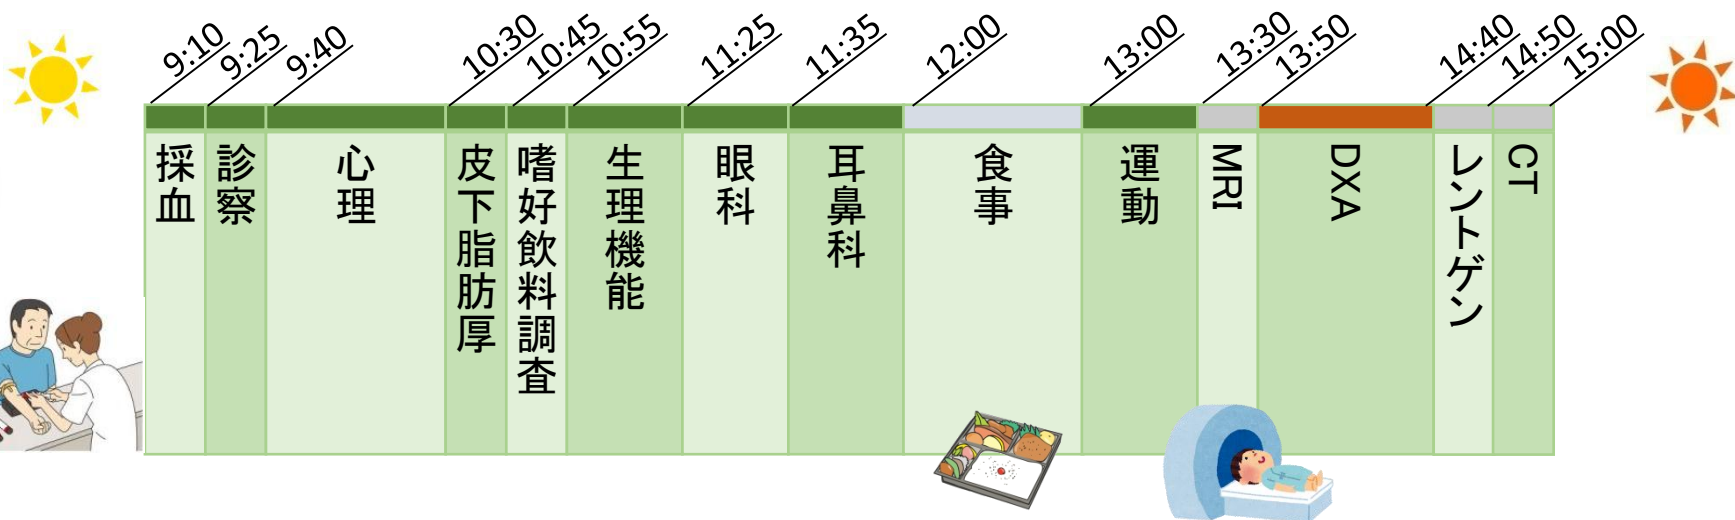 9:10
9:25
9:40
10:30
10:45
10:55
11:25
11:35
12:00
13:00
13:30
13:50
14:40
14:50
15:00
採血
診察
心理
皮下脂肪厚
嗜好飲料調査
生理機能
眼科
耳鼻科
食事
運動
MRI
DXA
レントゲン
CT